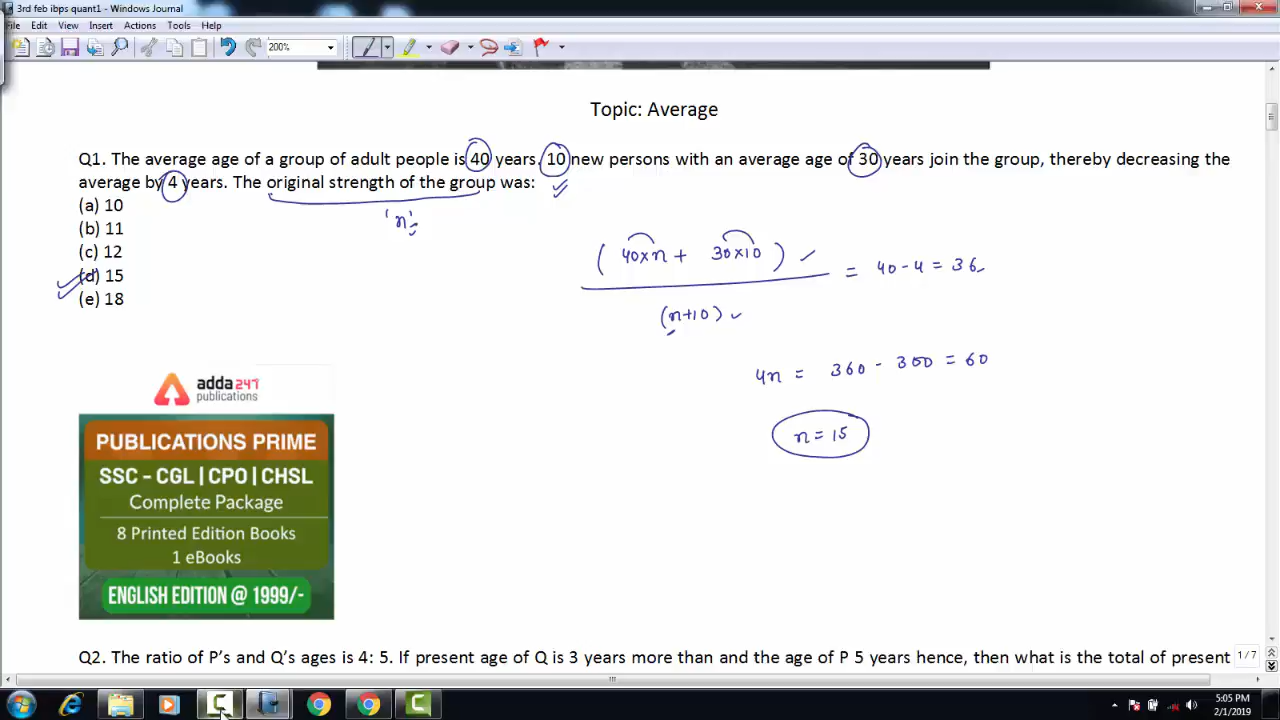 3rd feb ibps quant1 - Windows Journal
File Edit View Insert Actions Tools Help
200%
Topic: Average
Q1. The average age of a group of adult people is 40 years. 10 new persons with an average age of 30 years join the group, thereby decreasing the
average by 4 years. The original strength of the group was:
(a) 10
(b) 11
(c) 12
(d) 15
(e) 18
'n'
(40×n + 30×10)
(n+10)
= 40-4 = 36
4n = 360 - 300 = 60
n = 15
adda247
publications
PUBLICATIONS PRIME
SSC – CGL | CPO | CHSL
Complete Package
8 Printed Edition Books
1 eBooks
ENGLISH EDITION @ 1999/-
Q2. The ratio of P's and Q's ages is 4: 5. If present age of Q is 3 years more than and the age of P 5 years hence, then what is the total of present
1/7
5:05 PM
2/1/2019